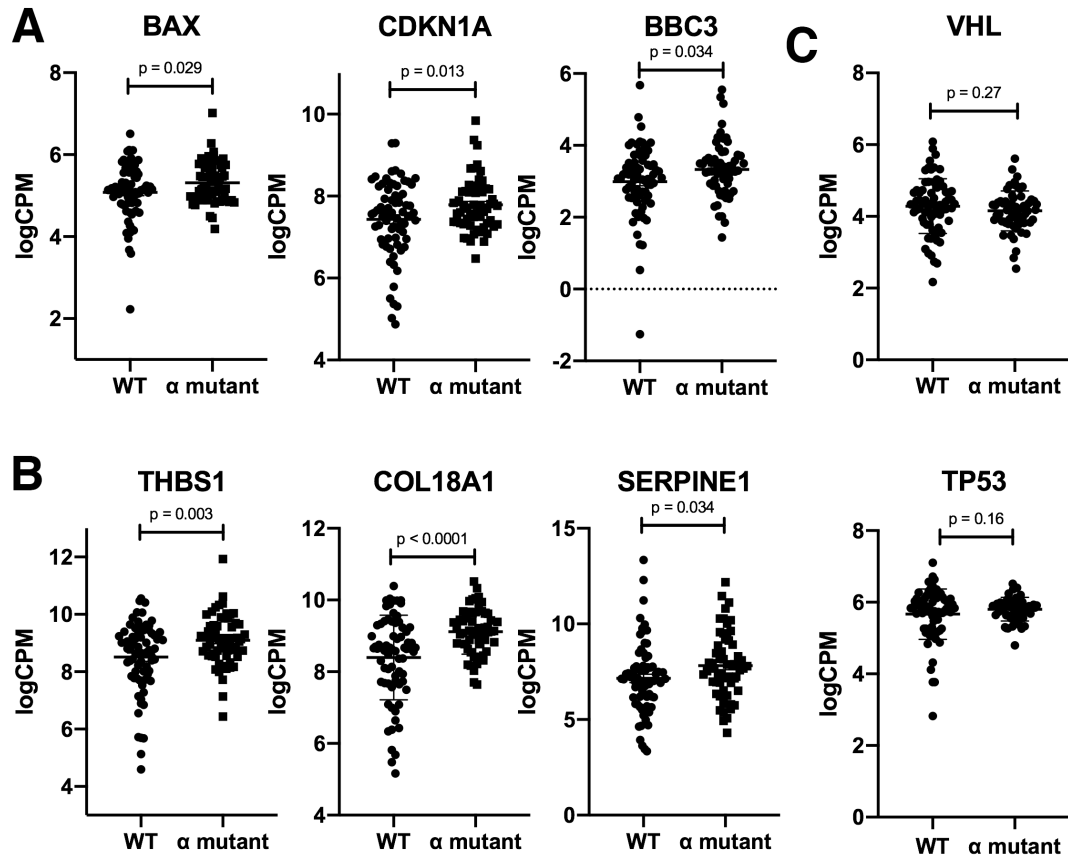 A
BAX
p = 0.029
logCPM
8
6
4
2
WT α mutant
CDKN1A
p = 0.013
logCPM
10
8
6
4
WT α mutant
BBC3
p = 0.034
logCPM
6
4
2
0
-2
WT α mutant
C
VHL
p = 0.27
logCPM
8
6
4
2
0
WT α mutant
B
THBS1
p = 0.003
logCPM
12
10
8
6
4
WT α mutant
COL18A1
p < 0.0001
logCPM
12
10
8
6
4
WT α mutant
SERPINE1
p = 0.034
logCPM
15
10
5
0
WT α mutant
TP53
p = 0.16
logCPM
8
6
4
2
0
WT α mutant